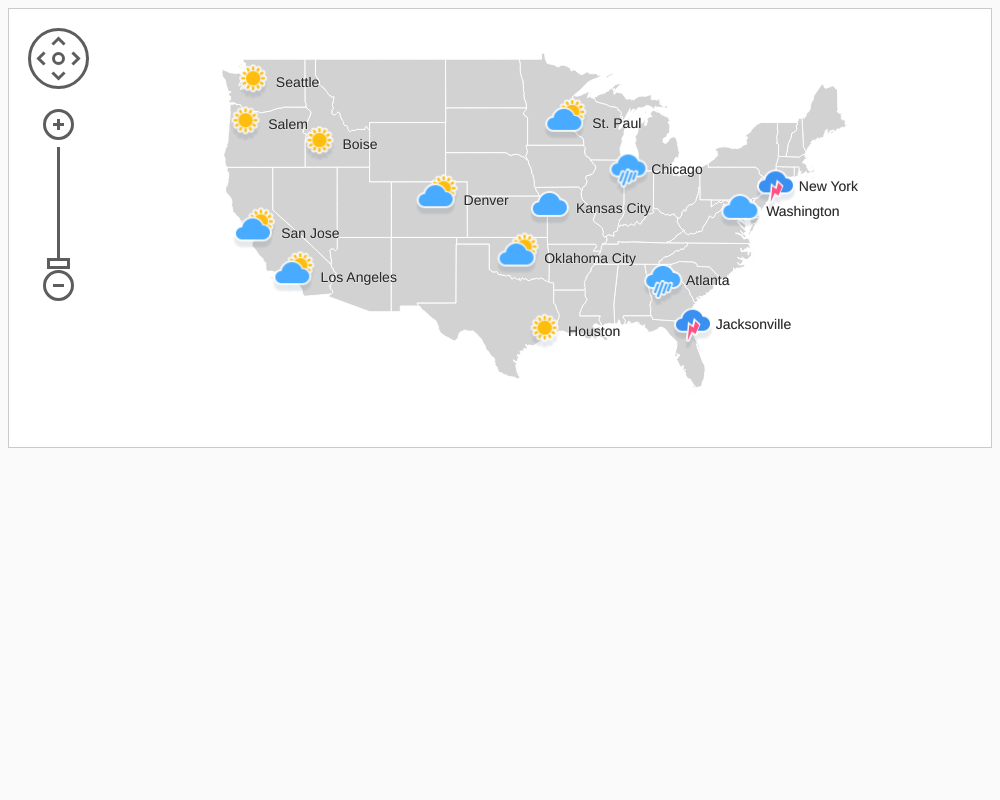 Seattle
Salem
Boise
St. Paul
Chicago
New York
Denver
Kansas City
Washington
San Jose
Oklahoma City
Los Angeles
Atlanta
Houston
Jacksonville